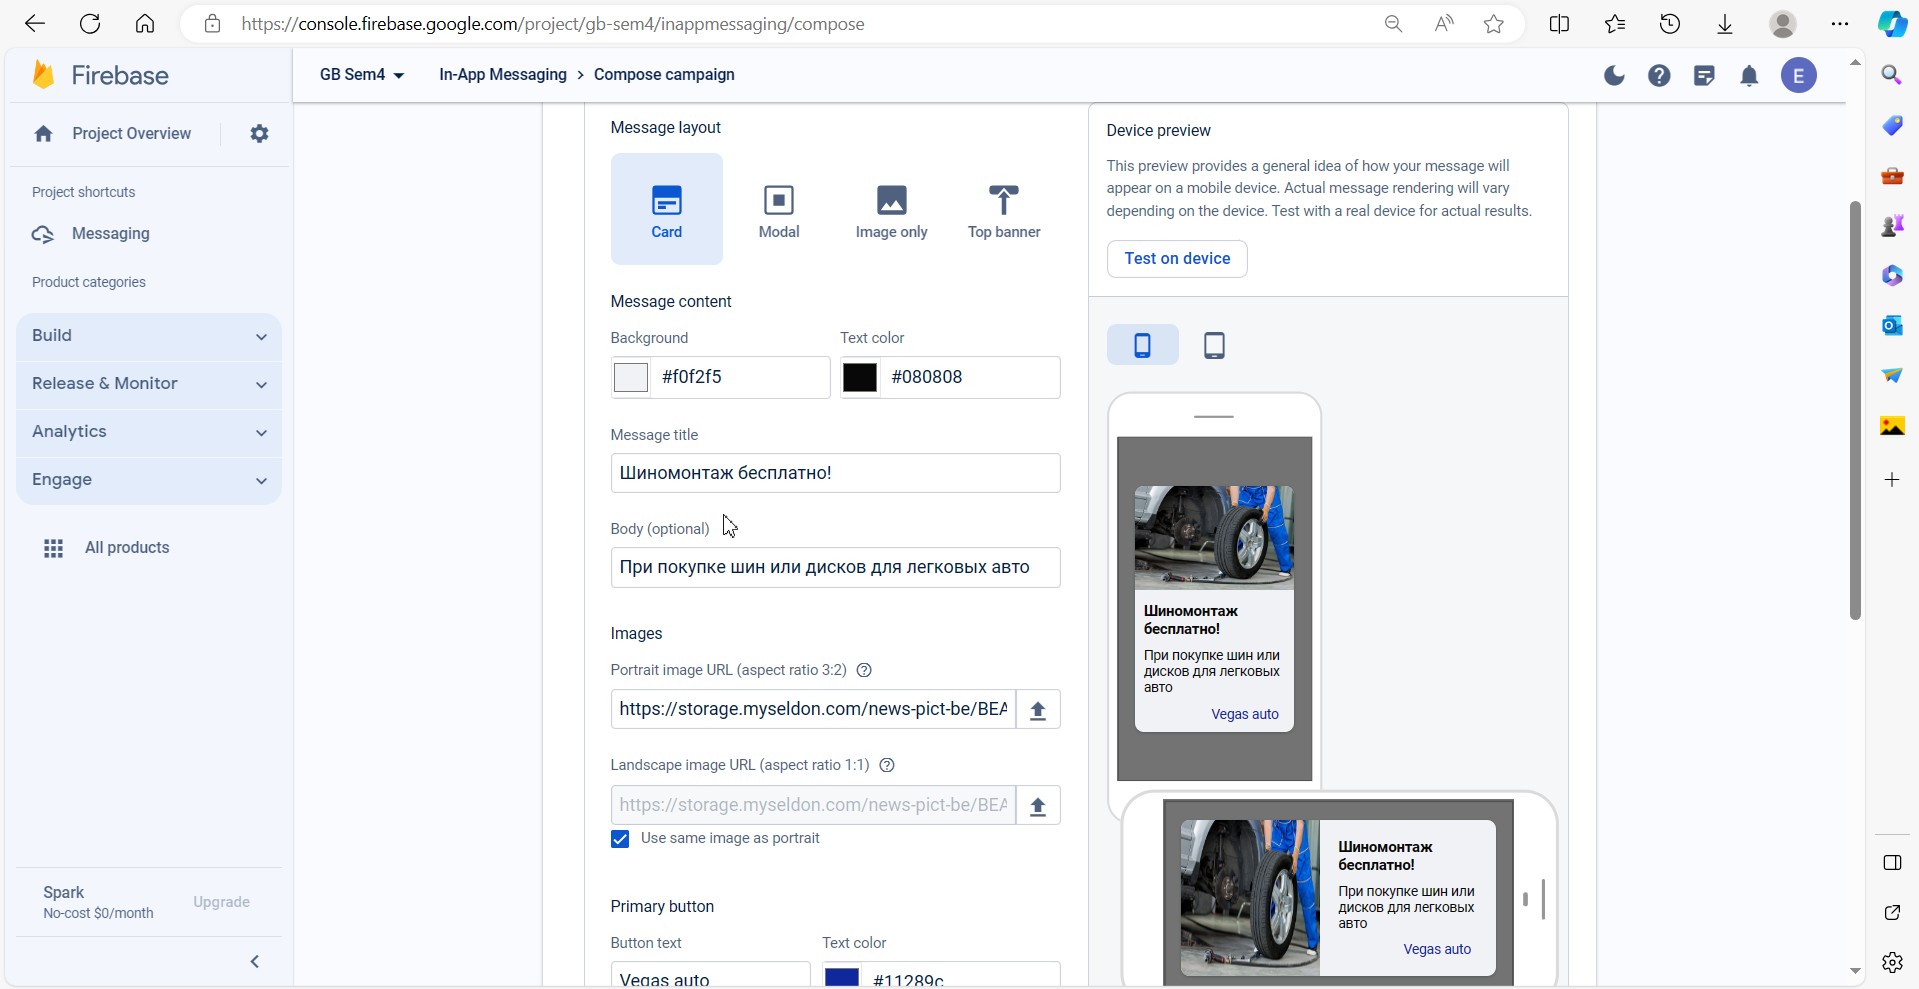 https://console.firebase.google.com/project/gb-sem4/inappmessaging/compose
Firebase
GB Sem4
In-App Messaging > Compose campaign
E
Project Overview
Project shortcuts
Messaging
Product categories
Build
Release & Monitor
Analytics
Engage
All products
Spark
No-cost $0/month
Upgrade
Message layout
Card
Modal
Image only
Top banner
Message content
Background
Text color
#f0f2f5
#080808
Message title
Шиномонтаж бесплатно!
Body (optional)
При покупке шин или дисков для легковых авто
Images
Portrait image URL (aspect ratio 3:2)
https://storage.myseldon.com/news-pict-be/BEA
Landscape image URL (aspect ratio 1:1)
https://storage.myseldon.com/news-pict-be/BEA
Use same image as portrait
Primary button
Button text
Text color
Vegas auto
#11289c
Device preview
This preview provides a general idea of how your message will
appear on a mobile device. Actual message rendering will vary
depending on the device. Test with a real device for actual results.
Test on device
Шиномонтаж
бесплатно!
При покупке шин или
дисков для легковых
авто
Vegas auto
Шиномонтаж
бесплатно!
При покупке шин или
дисков для легковых
авто
Vegas auto